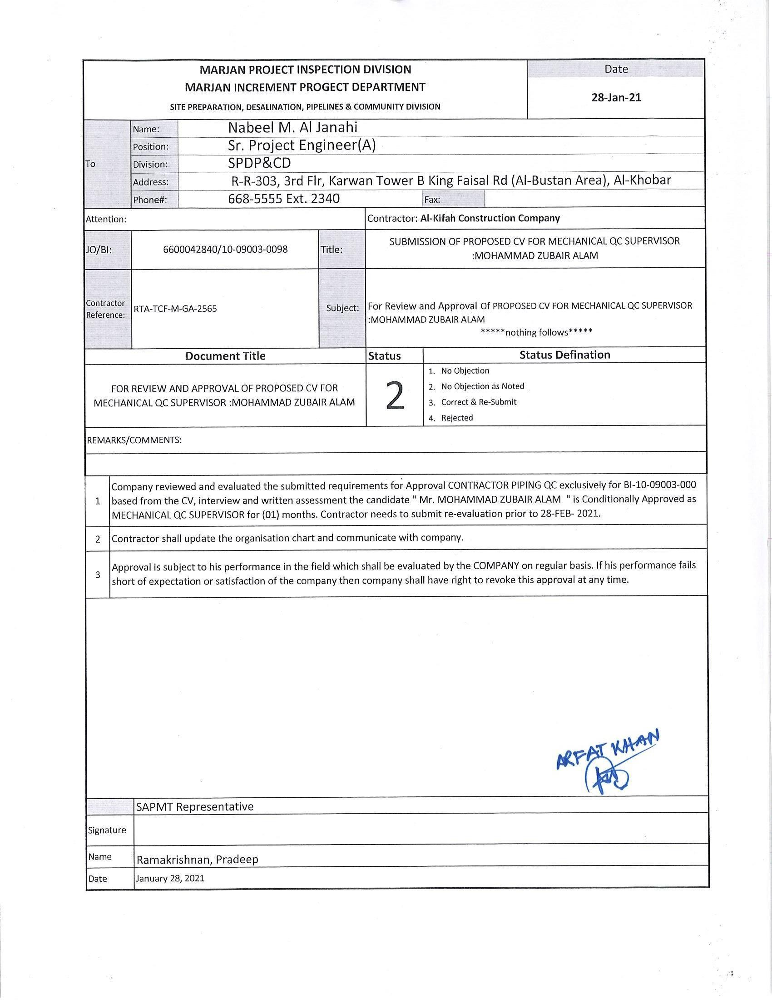 MARJAN PROJECT INSPECTION DIVISION
MARJAN INCREMENT PROGECT DEPARTMENT
SITE PREPARATION, DESALINATION, PIPELINES & COMMUNITY DIVISION
Date
28-Jan-21
To
Name: Nabeel M. Al Janahi
Position: Sr. Project Engineer(A)
Division: SPDP&CD
Address: R-R-303, 3rd Flr, Karwan Tower B King Faisal Rd (Al-Bustan Area), Al-Khobar
Phone#: 668-5555 Ext. 2340 Fax:
Attention: Contractor: Al-Kifah Construction Company
JO/BI: 6600042840/10-09003-0098 Title: SUBMISSION OF PROPOSED CV FOR MECHANICAL QC SUPERVISOR
:MOHAMMAD ZUBAIR ALAM
Contractor
Reference:
RTA-TCF-M-GA-2565
Subject: For Review and Approval Of PROPOSED CV FOR MECHANICAL QC SUPERVISOR
:MOHAMMAD ZUBAIR ALAM
*****nothing follows*****
Document Title Status Status Defination
FOR REVIEW AND APPROVAL OF PROPOSED CV FOR
MECHANICAL QC SUPERVISOR :MOHAMMAD ZUBAIR ALAM
2
1. No Objection
2. No Objection as Noted
3. Correct & Re-Submit
4. Rejected
REMARKS/COMMENTS:
1 Company reviewed and evaluated the submitted requirements for Approval CONTRACTOR PIPING QC exclusively for BI-10-09003-000
based from the CV, interview and written assessment the candidate " Mr. MOHAMMAD ZUBAIR ALAM " is Conditionally Approved as
MECHANICAL QC SUPERVISOR for (01) months. Contractor needs to submit re-evaluation prior to 28-FEB- 2021.
2 Contractor shall update the organisation chart and communicate with company.
3 Approval is subject to his performance in the field which shall be evaluated by the COMPANY on regular basis. If his performance fails
short of expectation or satisfaction of the company then company shall have right to revoke this approval at any time.
ARFAT KHAN
SAPMT Representative
Signature
Name Ramakrishnan, Pradeep
Date January 28, 2021